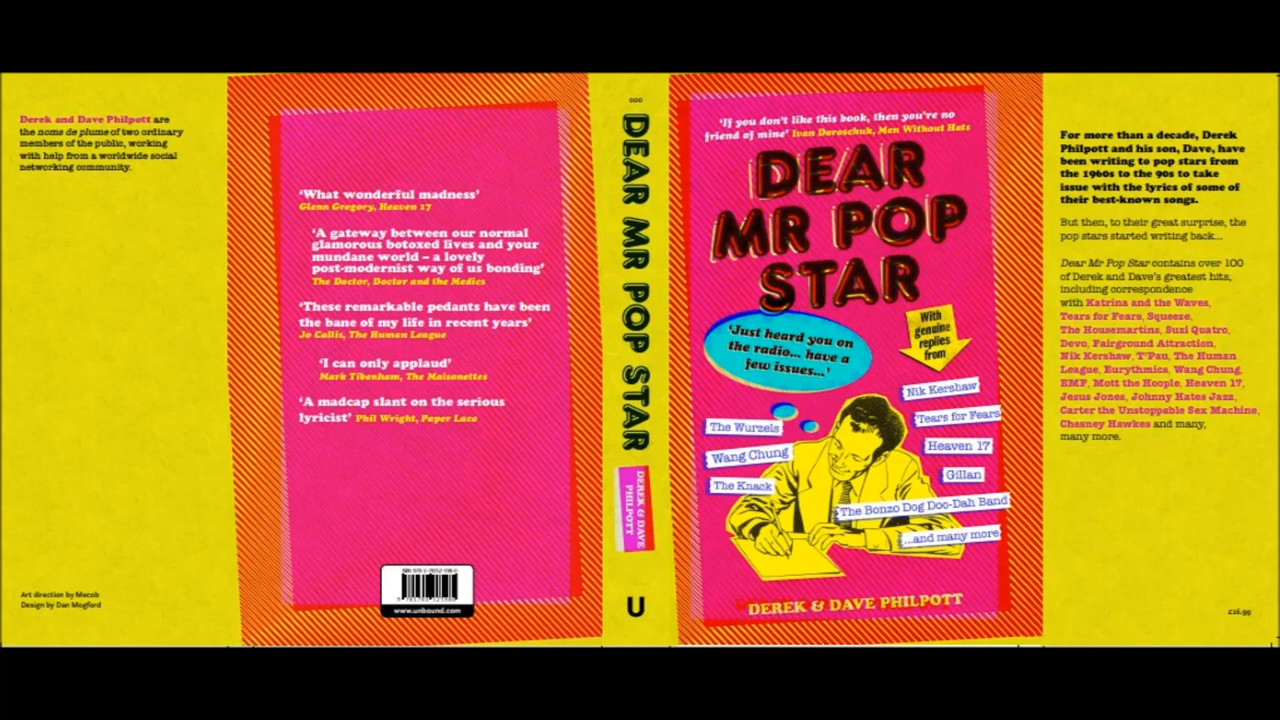 Derek and Dave Philpott are
the noms de plume of two ordinary
members of the public, working
with help from a worldwide social
networking community.
Art direction by Mecob
Design by Dan Mogford
‘What wonderful madness’
Glenn Gregory, Heaven 17
‘A gateway between our normal
glamorous botoxed lives and your
mundane world – a lovely
post-modernist way of us bonding’
The Doctor, Doctor and the Medics
‘These remarkable pedants have been
the bane of my life in recent years’
Jo Callis, The Human League
‘I can only applaud’
Mark Tibenham, The Maisonettes
‘A madcap slant on the serious
lyricist’ Phil Wright, Paper Lace
www.unbound.com
DEAR MR POP STAR
DEREK & DAVE
PHILPOTT
U
‘If you don’t like this book, then you’re no
friend of mine’ Ivan Doroschuk, Men Without Hats
DEAR
MR POP
STAR
‘Just heard you on
the radio... have a
few issues...’
With
genuine
replies
from
Nik Kershaw
Tears for Fears
The Wurzels
Heaven 17
Wang Chung
Gillan
The Knack
The Bonzo Dog Doo-Dah Band
...and many more
DEREK & DAVE PHILPOTT
For more than a decade, Derek
Philpott and his son, Dave, have
been writing to pop stars from
the 1960s to the 90s to take
issue with the lyrics of some of
their best-known songs.
But then, to their great surprise, the
pop stars started writing back...
Dear Mr Pop Star contains over 100
of Derek and Dave’s greatest hits,
including correspondence
with Katrina and the Waves,
Tears for Fears, Squeeze,
The Housemartins, Suzi Quatro,
Devo, Fairground Attraction,
Nik Kershaw, T’Pau, The Human
League, Eurythmics, Wang Chung,
EMF, Mott the Hoople, Heaven 17,
Jesus Jones, Johnny Hates Jazz,
Carter the Unstoppable Sex Machine,
Chesney Hawkes and many,
many more.